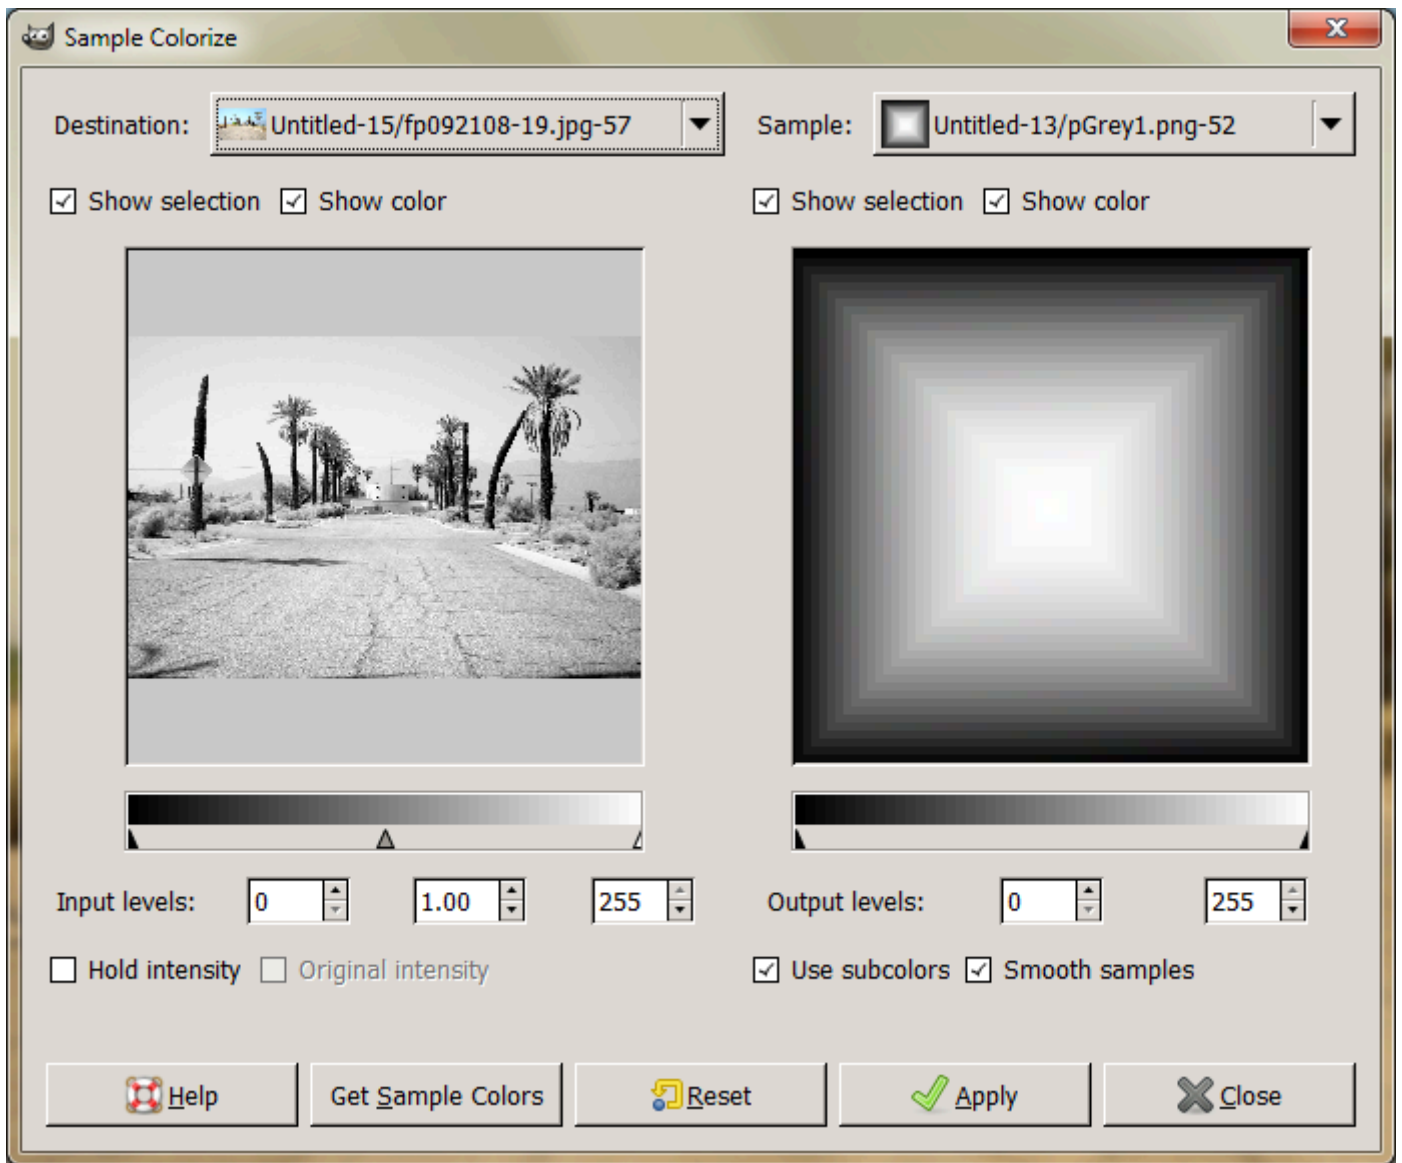 Sample Colorize
Destination: Untitled-15/fp092108-19.jpg-57 Sample: Untitled-13/pGrey1.png-52
Show selection Show color Show selection Show color
Input levels: 0 1.00 255 Output levels: 0 255
Hold intensity Original intensity Use subcolors Smooth samples
Help Get Sample Colors Reset Apply Close